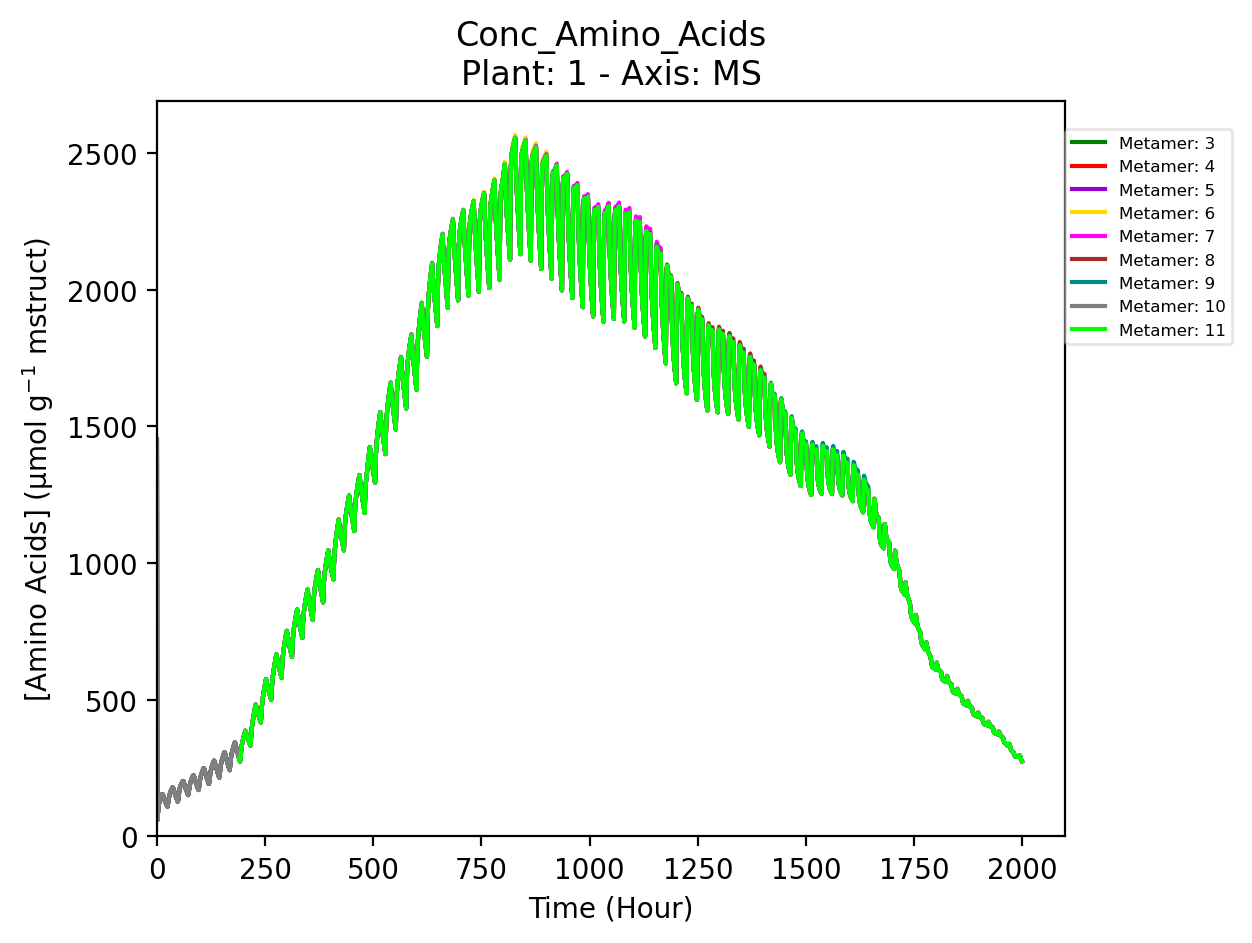 Conc_Amino_Acids
Plant: 1 - Axis: MS
[Amino Acids] (µmol g⁻¹ mstruct)
2500
2000
1500
1000
500
0
0 250 500 750 1000 1250 1500 1750 2000
Time (Hour)
Metamer: 3
Metamer: 4
Metamer: 5
Metamer: 6
Metamer: 7
Metamer: 8
Metamer: 9
Metamer: 10
Metamer: 11